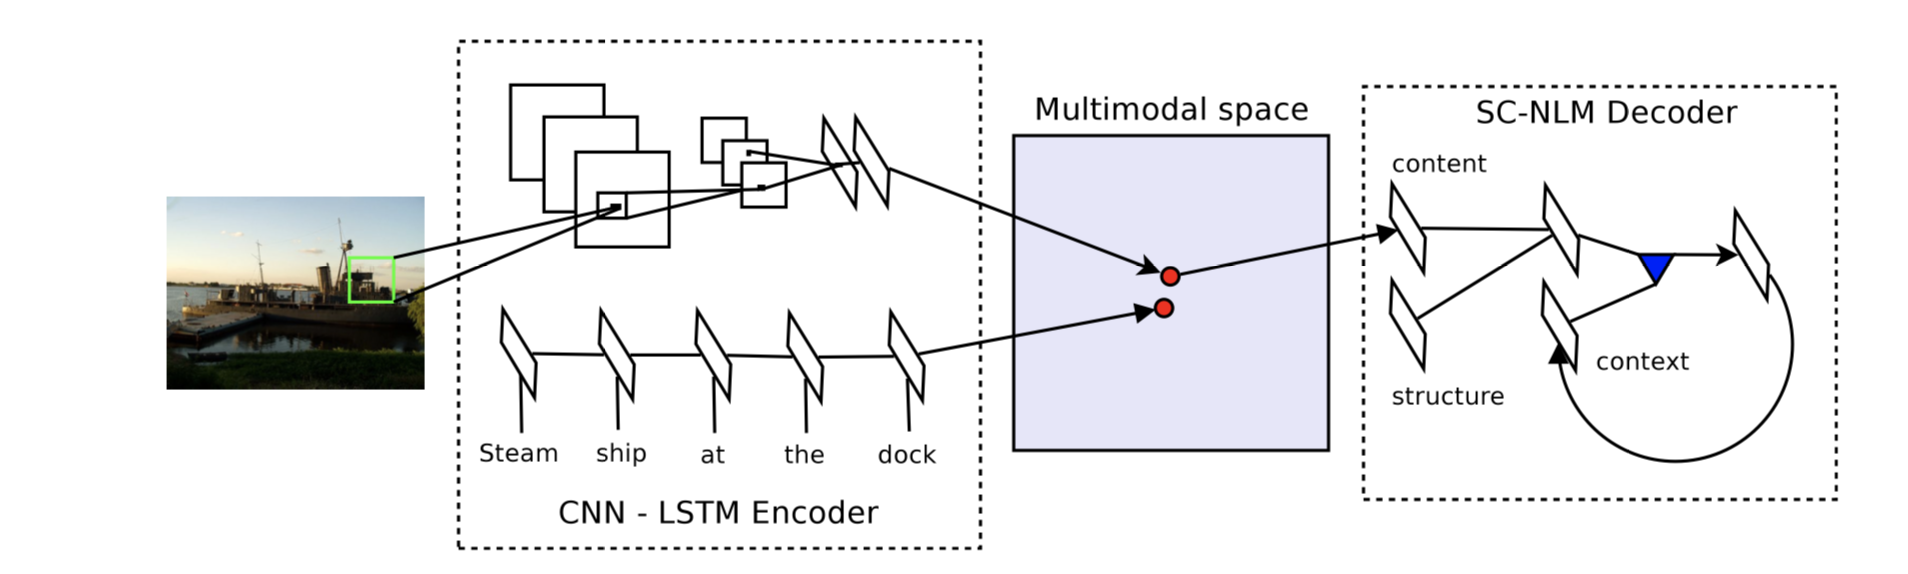 Multimodal space
SC-NLM Decoder
content
structure
context
Steam ship at the dock
CNN - LSTM Encoder